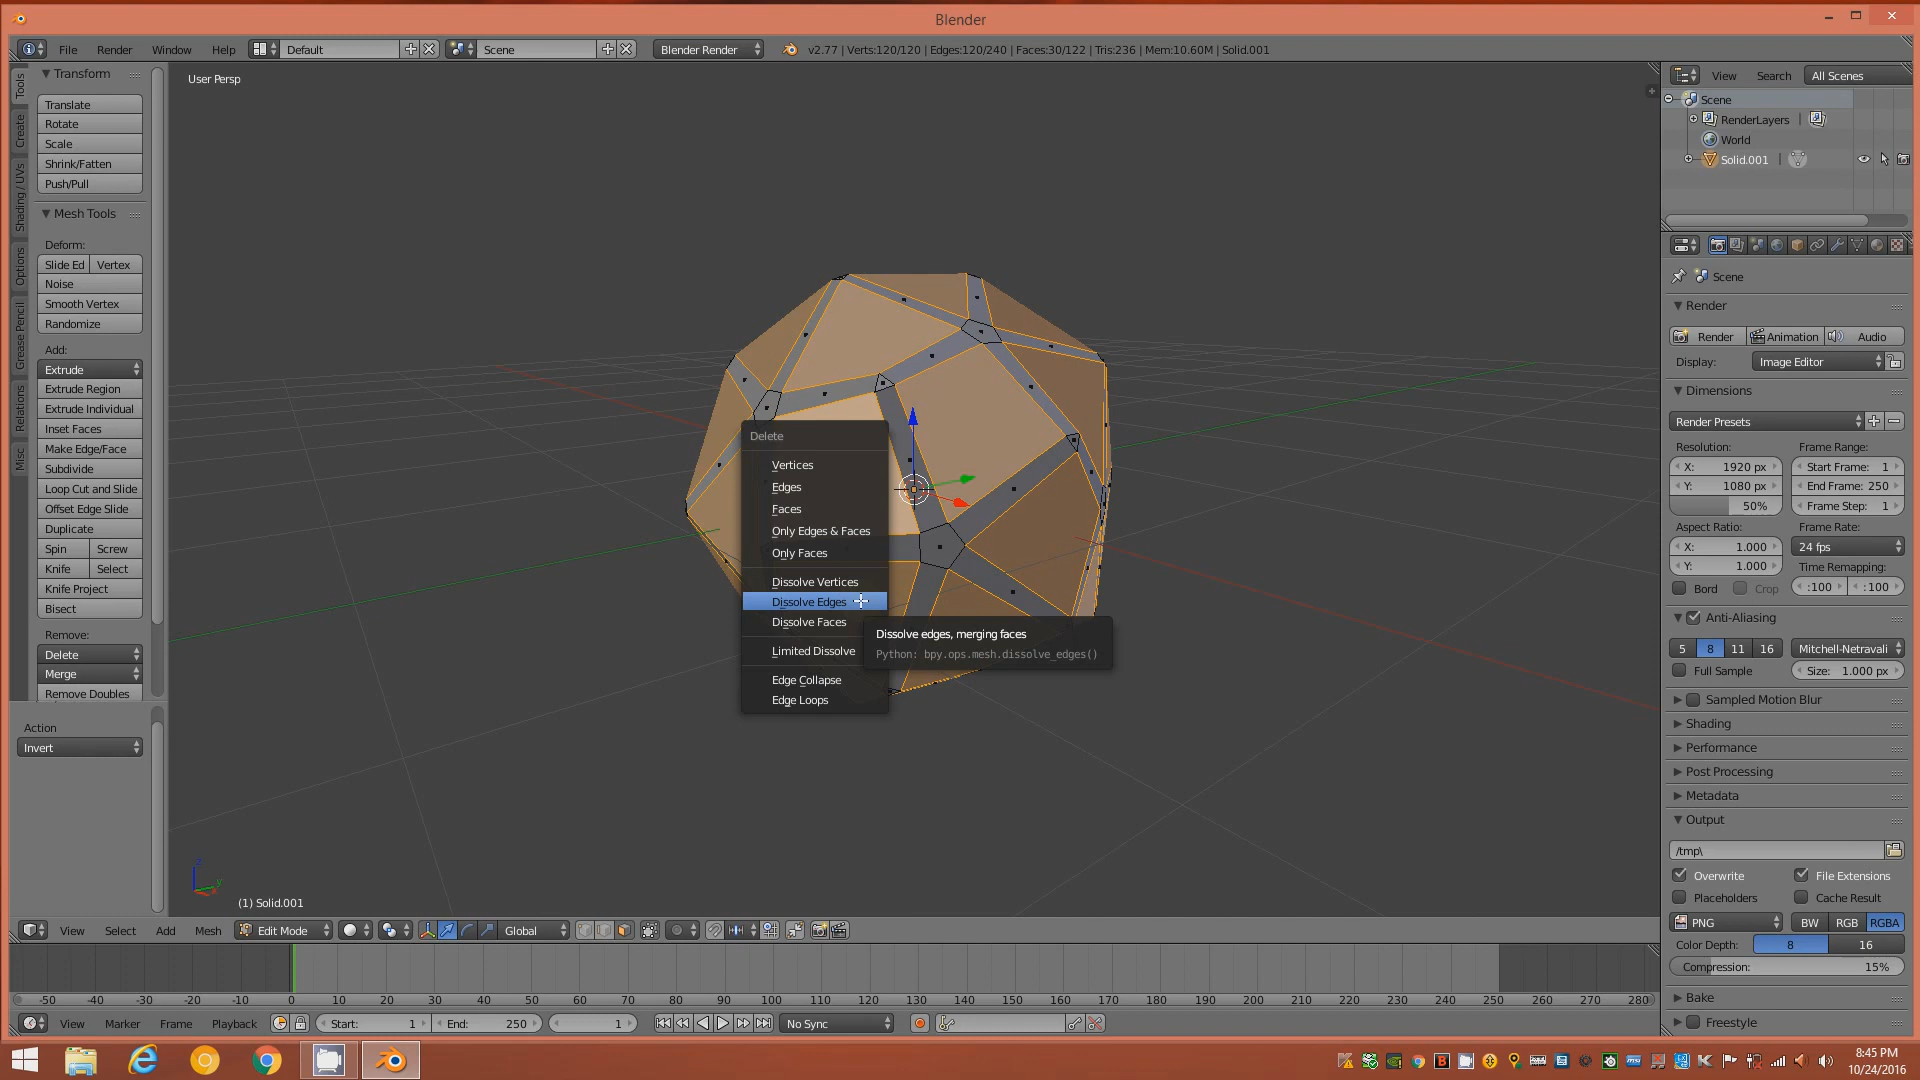 Blender
File Render Window Help Default Scene Blender Render v2.77 | Verts:120/120 | Edges:120/240 | Faces:30/122 | Tris:236 | Mem:10.60M | Solid.001
Tools
Create
Shading / UVs
Options
Grease Pencil
Relations
Misc
Transform
Translate
Rotate
Scale
Shrink/Fatten
Push/Pull
Mesh Tools
Deform:
Slide Ed Vertex
Noise
Smooth Vertex
Randomize
Add:
Extrude
Extrude Region
Extrude Individual
Inset Faces
Make Edge/Face
Subdivide
Loop Cut and Slide
Offset Edge Slide
Duplicate
Spin Screw
Knife Select
Knife Project
Bisect
Remove:
Delete
Merge
Remove Doubles
Action
Invert
User Persp
Delete
Vertices
Edges
Faces
Only Edges & Faces
Only Faces
Dissolve Vertices
Dissolve Edges
Dissolve Faces
Limited Dissolve
Edge Collapse
Edge Loops
Dissolve edges, merging faces
Python: bpy.ops.mesh.dissolve_edges()
(1) Solid.001
View Select Add Mesh Edit Mode Global
-50 -40 -30 -20 -10 0 10 20 30 40 50 60 70 80 90 100 110 120 130 140 150 160 170 180 190 200 210 220 230 240 250 260 270 280
View Marker Frame Playback Start: 1 End: 250 1 No Sync
View Search All Scenes
Scene
RenderLayers
World
Solid.001
Scene
Render
Render Animation Audio
Display: Image Editor
Dimensions
Render Presets
Resolution: Frame Range:
X: 1920 px Start Frame: 1
Y: 1080 px End Frame: 250
50% Frame Step: 1
Aspect Ratio: Frame Rate:
X: 1.000 24 fps
Y: 1.000 Time Remapping:
Bord Crop :100 :100
Anti-Aliasing
5 8 11 16 Mitchell-Netravali
Full Sample Size: 1.000 px
Sampled Motion Blur
Shading
Performance
Post Processing
Metadata
Output
/tmp\
Overwrite File Extensions
Placeholders Cache Result
PNG BW RGB RGBA
Color Depth: 8 16
Compression: 15%
Bake
Freestyle
8:45 PM
10/24/2016